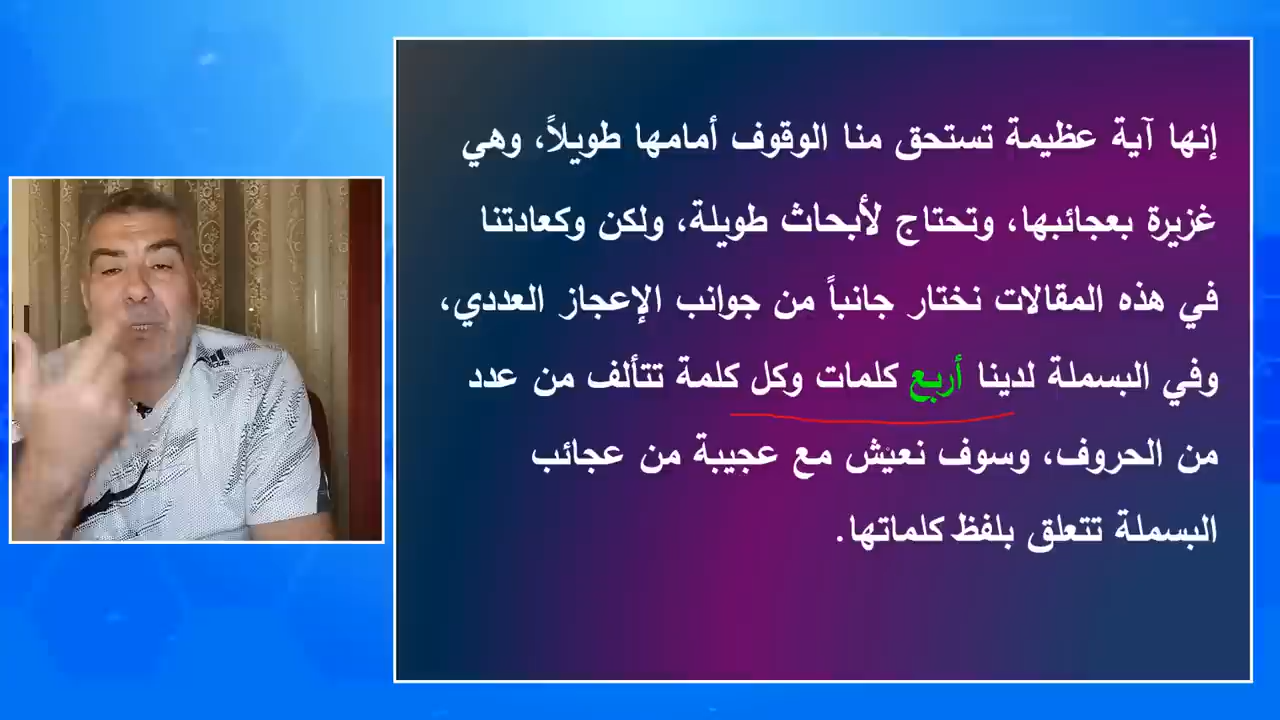 إنها آية عظيمة تستحق منا الوقوف أمامها طويلاً، وهي
غزيرة بعجائبها، وتحتاج لأبحاث طويلة، ولكن وكعادتنا
في هذه المقالات نختار جانباً من جوانب الإعجاز العددي،
وفي البسملة لدينا أربع كلمات وكل كلمة تتألف من عدد
من الحروف، وسوف نعيش مع عجيبة من عجائب
البسملة تتعلق بلفظ كلماتها.